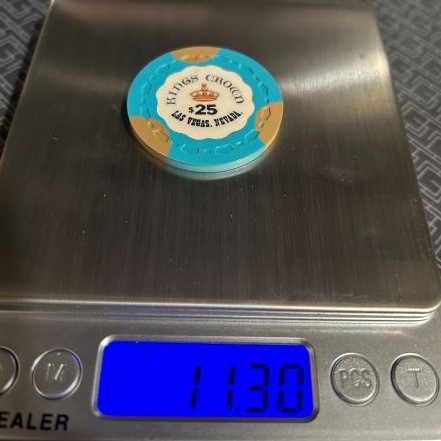 KINGS CROWN
$25
LAS VEGAS, NEVADA
11.30
M
PCS
T
EALER